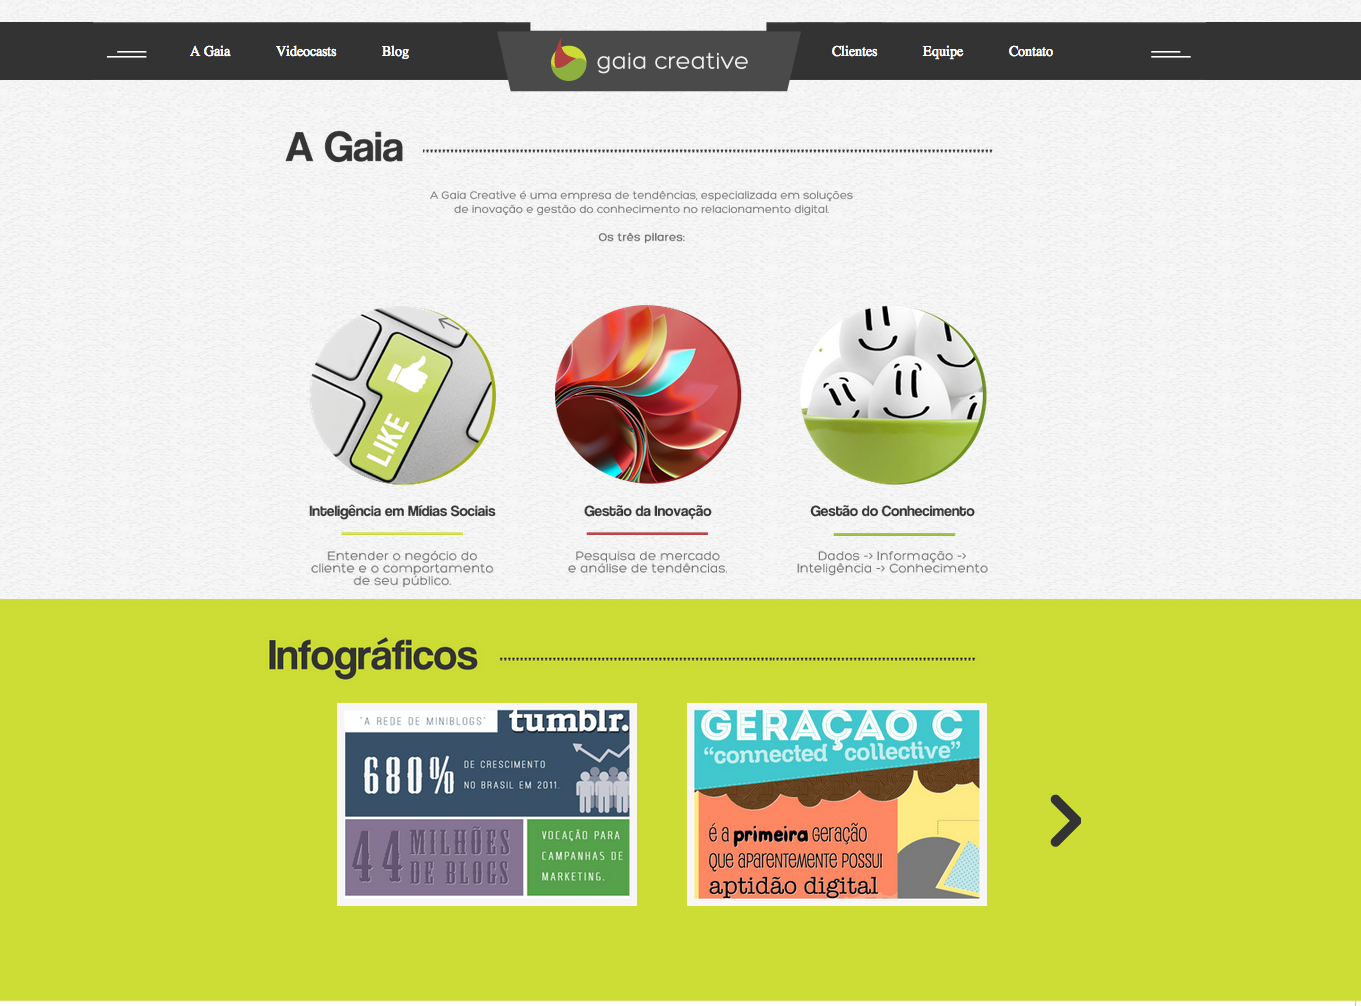 A Gaia
Videocasts
Blog
gaia creative
Clientes
Equipe
Contato
A Gaia
A Gaia Creative é uma empresa de tendências, especializada em soluções
de inovação e gestão do conhecimento no relacionamento digital.
Os três pilares:
LIKE
Inteligência em Mídias Sociais
Entender o negócio do
cliente e o comportamento
de seu público.
Gestão da Inovação
Pesquisa de mercado
e análise de tendências.
Gestão do Conhecimento
Dados -> Informação ->
Inteligência -> Conhecimento
Infográficos
"A REDE DE MINIBLOGS"
tumblr.
680%
DE CRESCIMENTO
NO BRASIL EM 2011.
44 MILHÕES
DE BLOGS
VOCAÇÃO PARA
CAMPANHAS DE
MARKETING.
GERAÇÃO C
“connected collective”
é a primeira geração
que aparentemente possui
aptidão digital